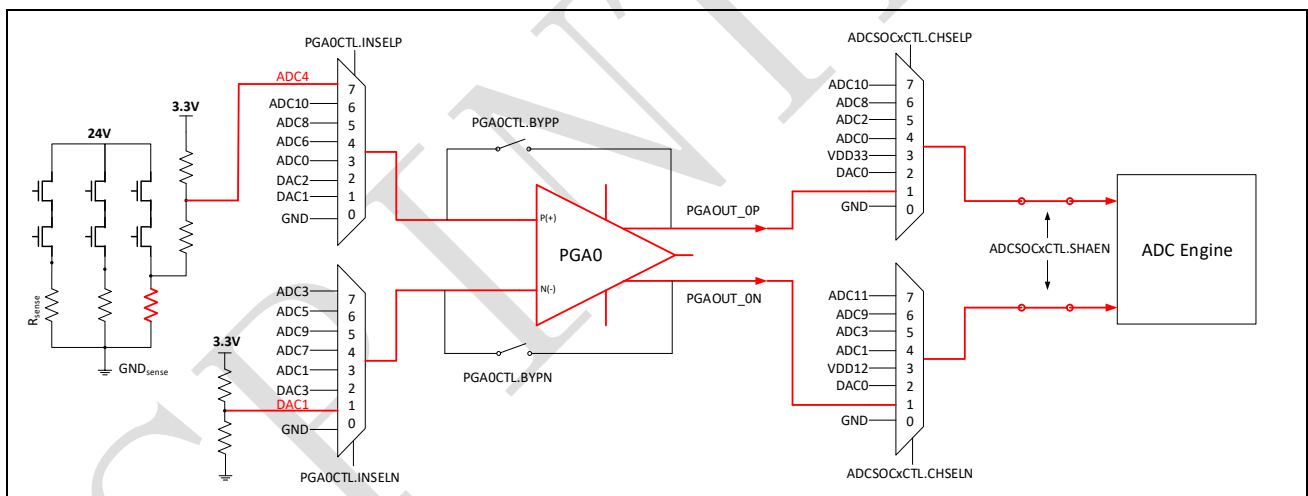 PGA0CTL.INSELP
ADC4
7
ADC10
6
ADC8
5
ADC6
4
ADC0
3
DAC2
2
DAC1
1
GND
0
3.3V
24V
Rsense
GNDsense
PGA0CTL.BYPP
P(+)
PGA0
N(-)
PGAOUT_0P
PGAOUT_0N
PGA0CTL.BYPN
ADC3
7
ADC5
6
ADC9
5
ADC7
4
ADC1
3
DAC3
2
DAC1
1
GND
0
3.3V
PGA0CTL.INSELN
ADCSOCxCTL.CHSELP
ADC10
7
ADC8
6
ADC2
5
ADC0
4
VDD33
3
DAC0
2
1
GND
0
ADCSOCxCTL.SHAEN
ADC Engine
ADC11
7
ADC9
6
ADC3
5
ADC1
4
VDD12
3
DAC0
2
1
GND
0
ADCSOCxCTL.CHSELN